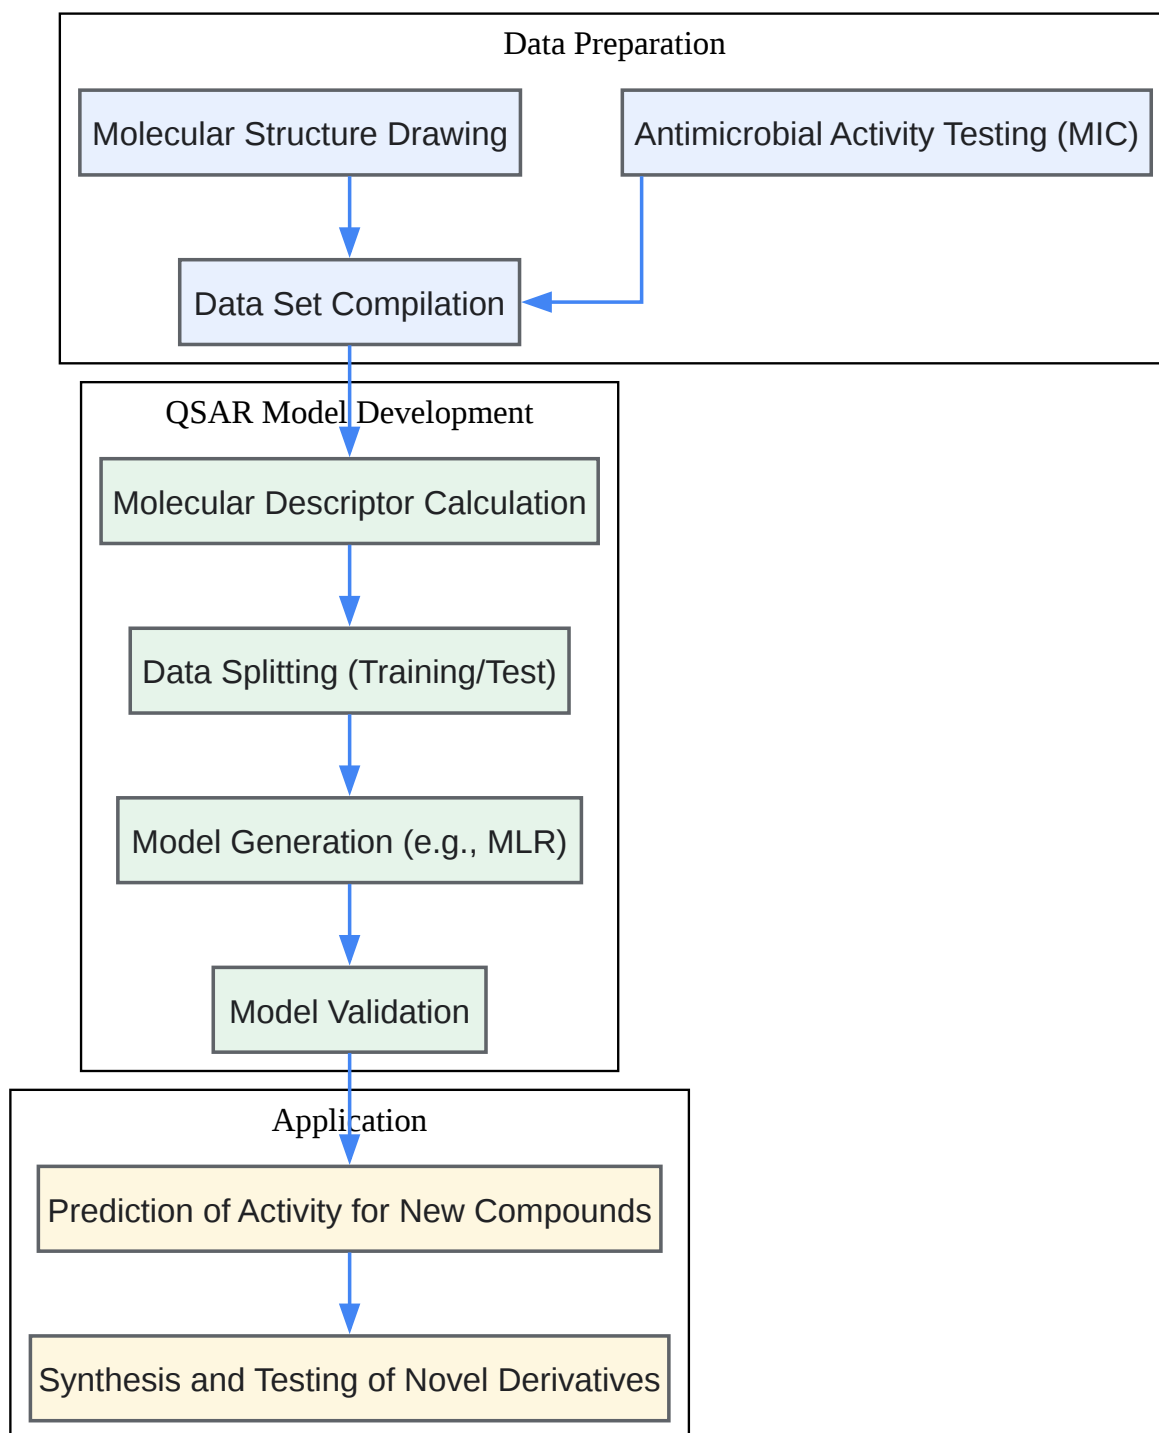 Data Preparation
Molecular Structure Drawing
Antimicrobial Activity Testing (MIC)
Data Set Compilation
QSAR Model Development
Molecular Descriptor Calculation
Data Splitting (Training/Test)
Model Generation (e.g., MLR)
Model Validation
Application
Prediction of Activity for New Compounds
Synthesis and Testing of Novel Derivatives